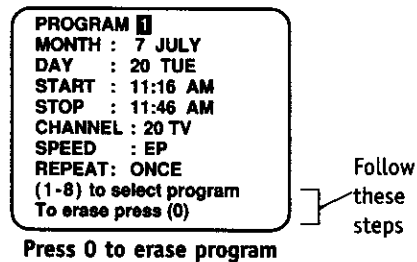 PROGRAM 1
MONTH : 7 JULY
DAY : 20 TUE
START : 11:16 AM
STOP : 11:46 AM
CHANNEL : 20 TV
SPEED : EP
REPEAT: ONCE
(1-8) to select program
To erase press (0)
Follow
these
steps
Press 0 to erase program